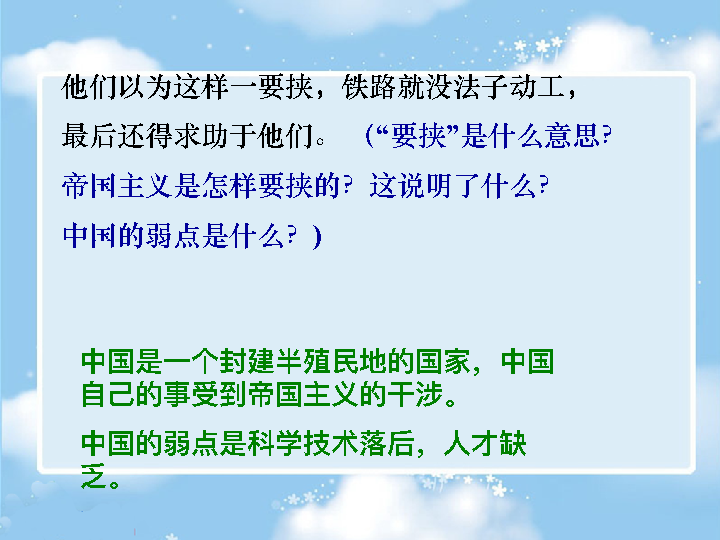 他们以为这样一要挟，铁路就没法子动工，
最后还得求助于他们。（“要挟”是什么意思？
帝国主义是怎样要挟的？这说明了什么？
中国的弱点是什么？)
中国是一个封建半殖民地的国家，中国
自己的事受到帝国主义的干涉。
中国的弱点是科学技术落后，人才缺
乏。